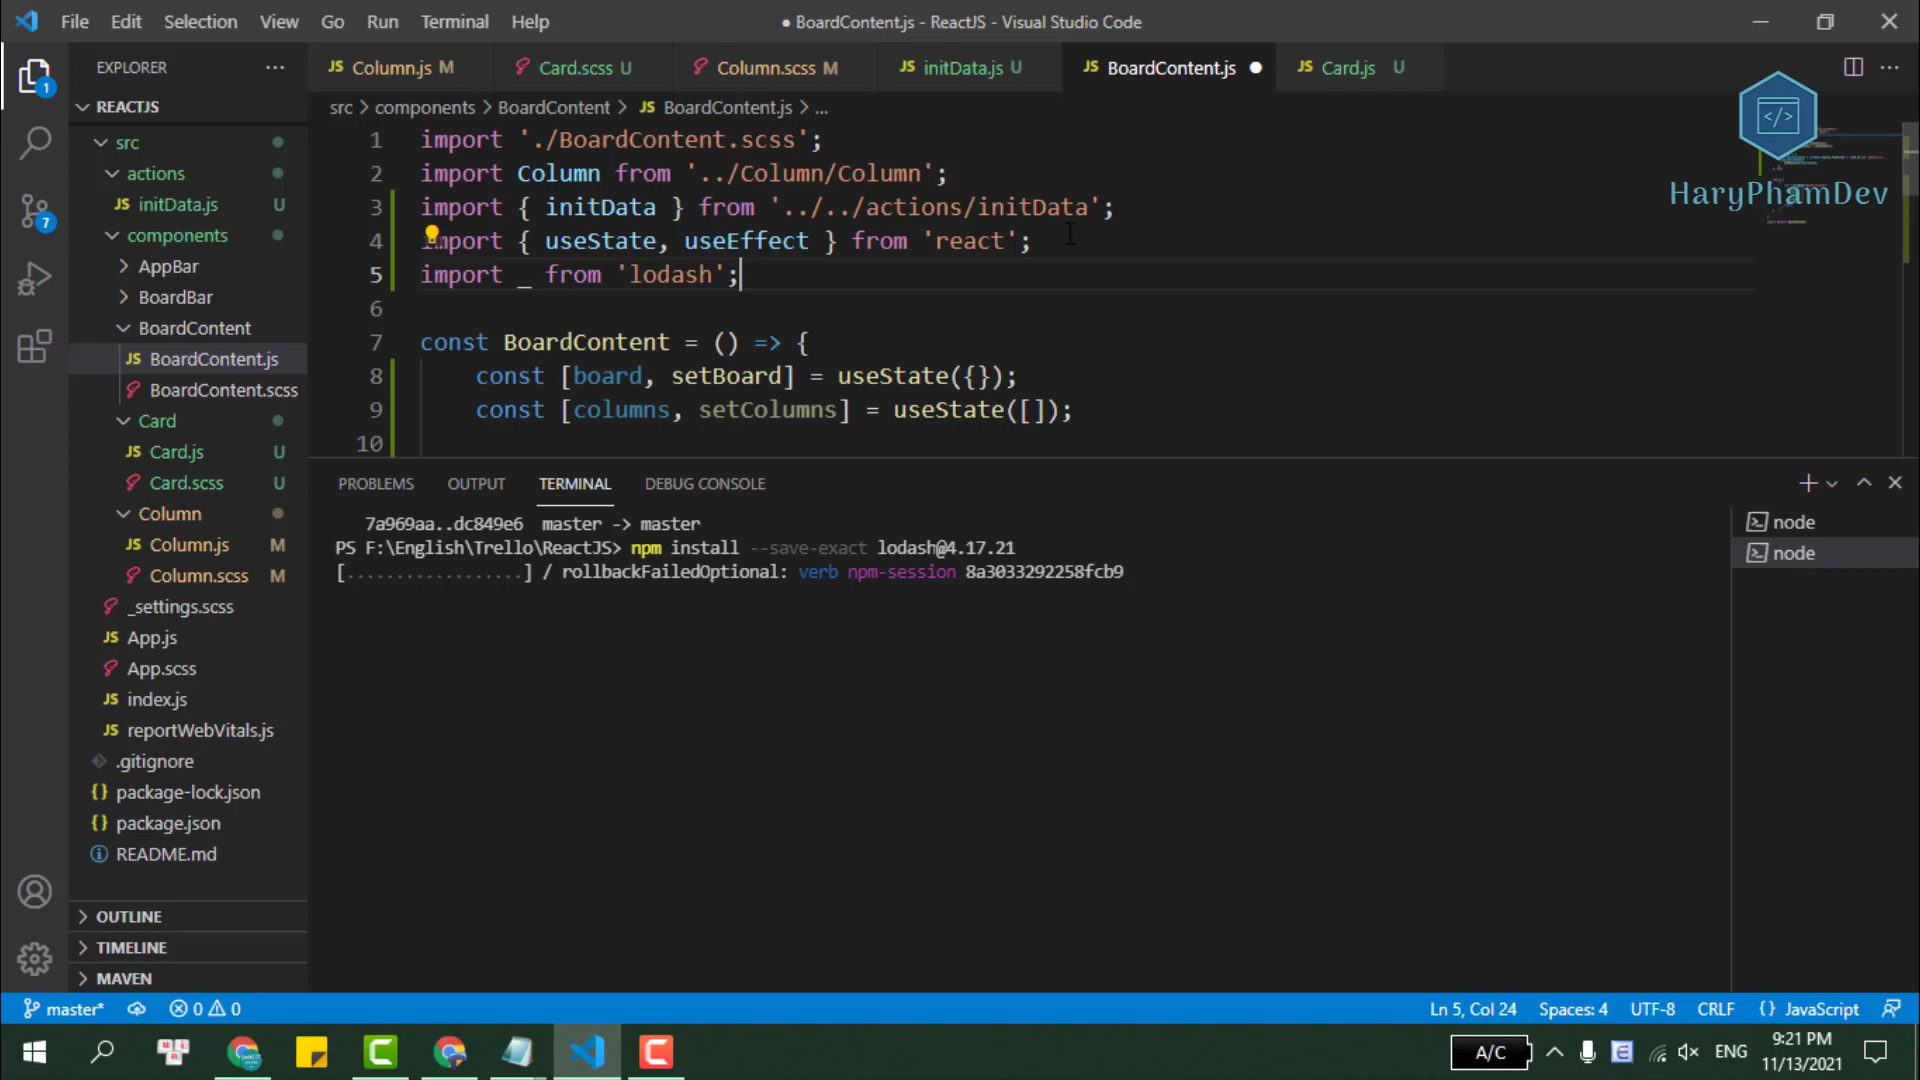 File Edit Selection View Go Run Terminal Help
● BoardContent.js - ReactJS - Visual Studio Code
EXPLORER
REACTJS
src
actions
JS initData.js U
components
AppBar
BoardBar
BoardContent
JS BoardContent.js
BoardContent.scss
Card
JS Card.js U
Card.scss U
Column
JS Column.js M
Column.scss M
_settings.scss
JS App.js
App.scss
JS index.js
JS reportWebVitals.js
.gitignore
{} package-lock.json
{} package.json
README.md
OUTLINE
TIMELINE
MAVEN
1
7
JS Column.js M
Card.scss U
Column.scss M
JS initData.js U
JS BoardContent.js ●
JS Card.js U
src > components > BoardContent > JS BoardContent.js > ...
HaryPhamDev
1 import './BoardContent.scss';
2 import Column from '../Column/Column';
3 import { initData } from '../../actions/initData';
4 import { useState, useEffect } from 'react';
5 import _ from 'lodash';
6
7 const BoardContent = () => {
8 const [board, setBoard] = useState({});
9 const [columns, setColumns] = useState([]);
10
PROBLEMS OUTPUT TERMINAL DEBUG CONSOLE
7a969aa..dc849e6 master -> master
PS F:\English\Trello\ReactJS> npm install --save-exact lodash@4.17.21
[..................] / rollbackFailedOptional: verb npm-session 8a3033292258fcb9
node
node
master* 0 0
Ln 5, Col 24 Spaces: 4 UTF-8 CRLF {} JavaScript
A/C
ENG
9:21 PM
11/13/2021